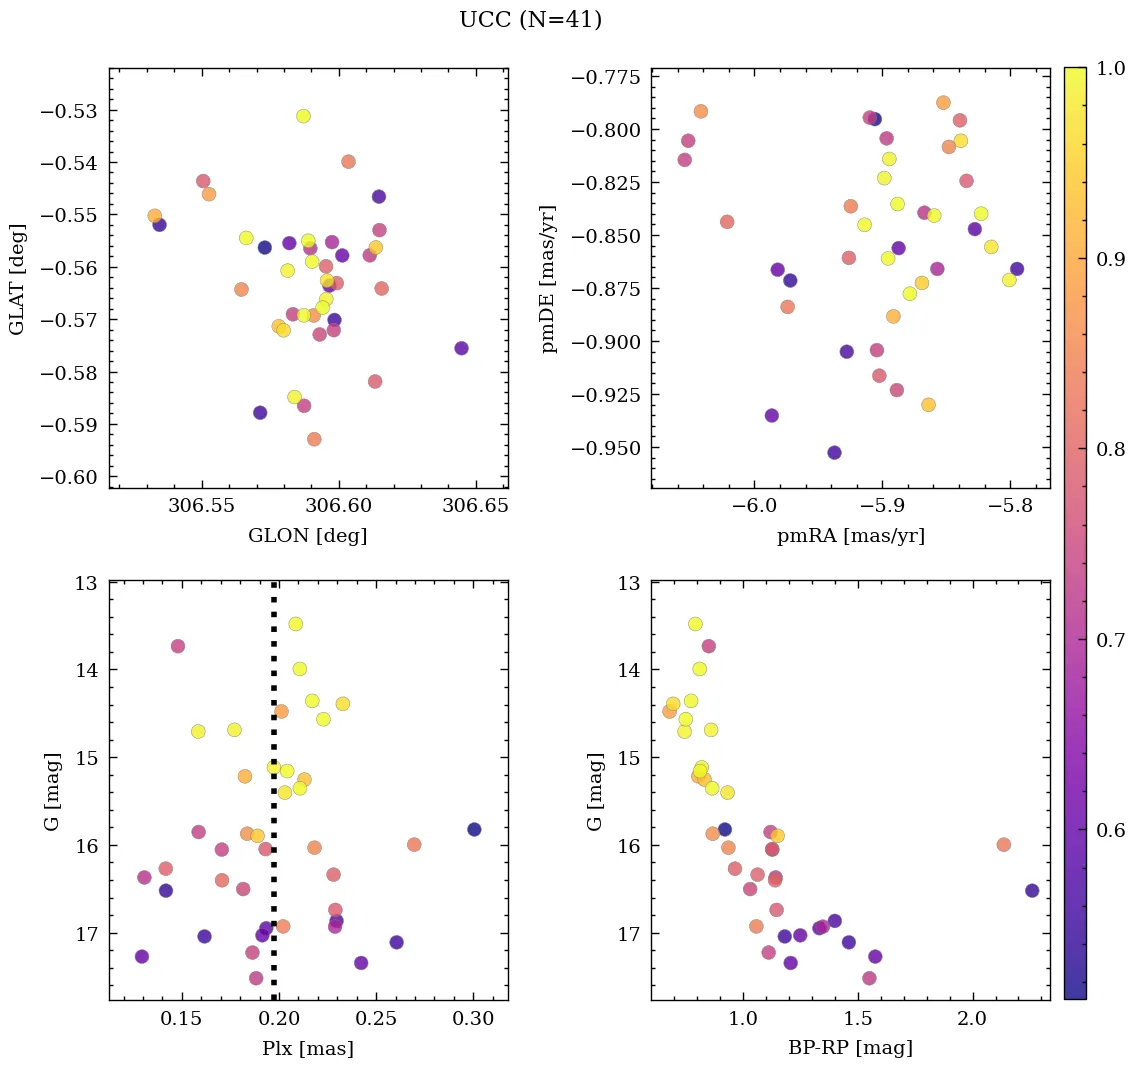 UCC (N=41)
−0.53
−0.54
−0.55
−0.56
−0.57
−0.58
−0.59
−0.60
GLAT [deg]
306.55 306.60 306.65
GLON [deg]
−0.775
−0.800
−0.825
−0.850
−0.875
−0.900
−0.925
−0.950
pmDE [mas/yr]
−6.0 −5.9 −5.8
pmRA [mas/yr]
13
14
15
16
17
G [mag]
0.15 0.20 0.25 0.30
Plx [mas]
13
14
15
16
17
G [mag]
1.0 1.5 2.0
BP-RP [mag]
1.0
0.9
0.8
0.7
0.6